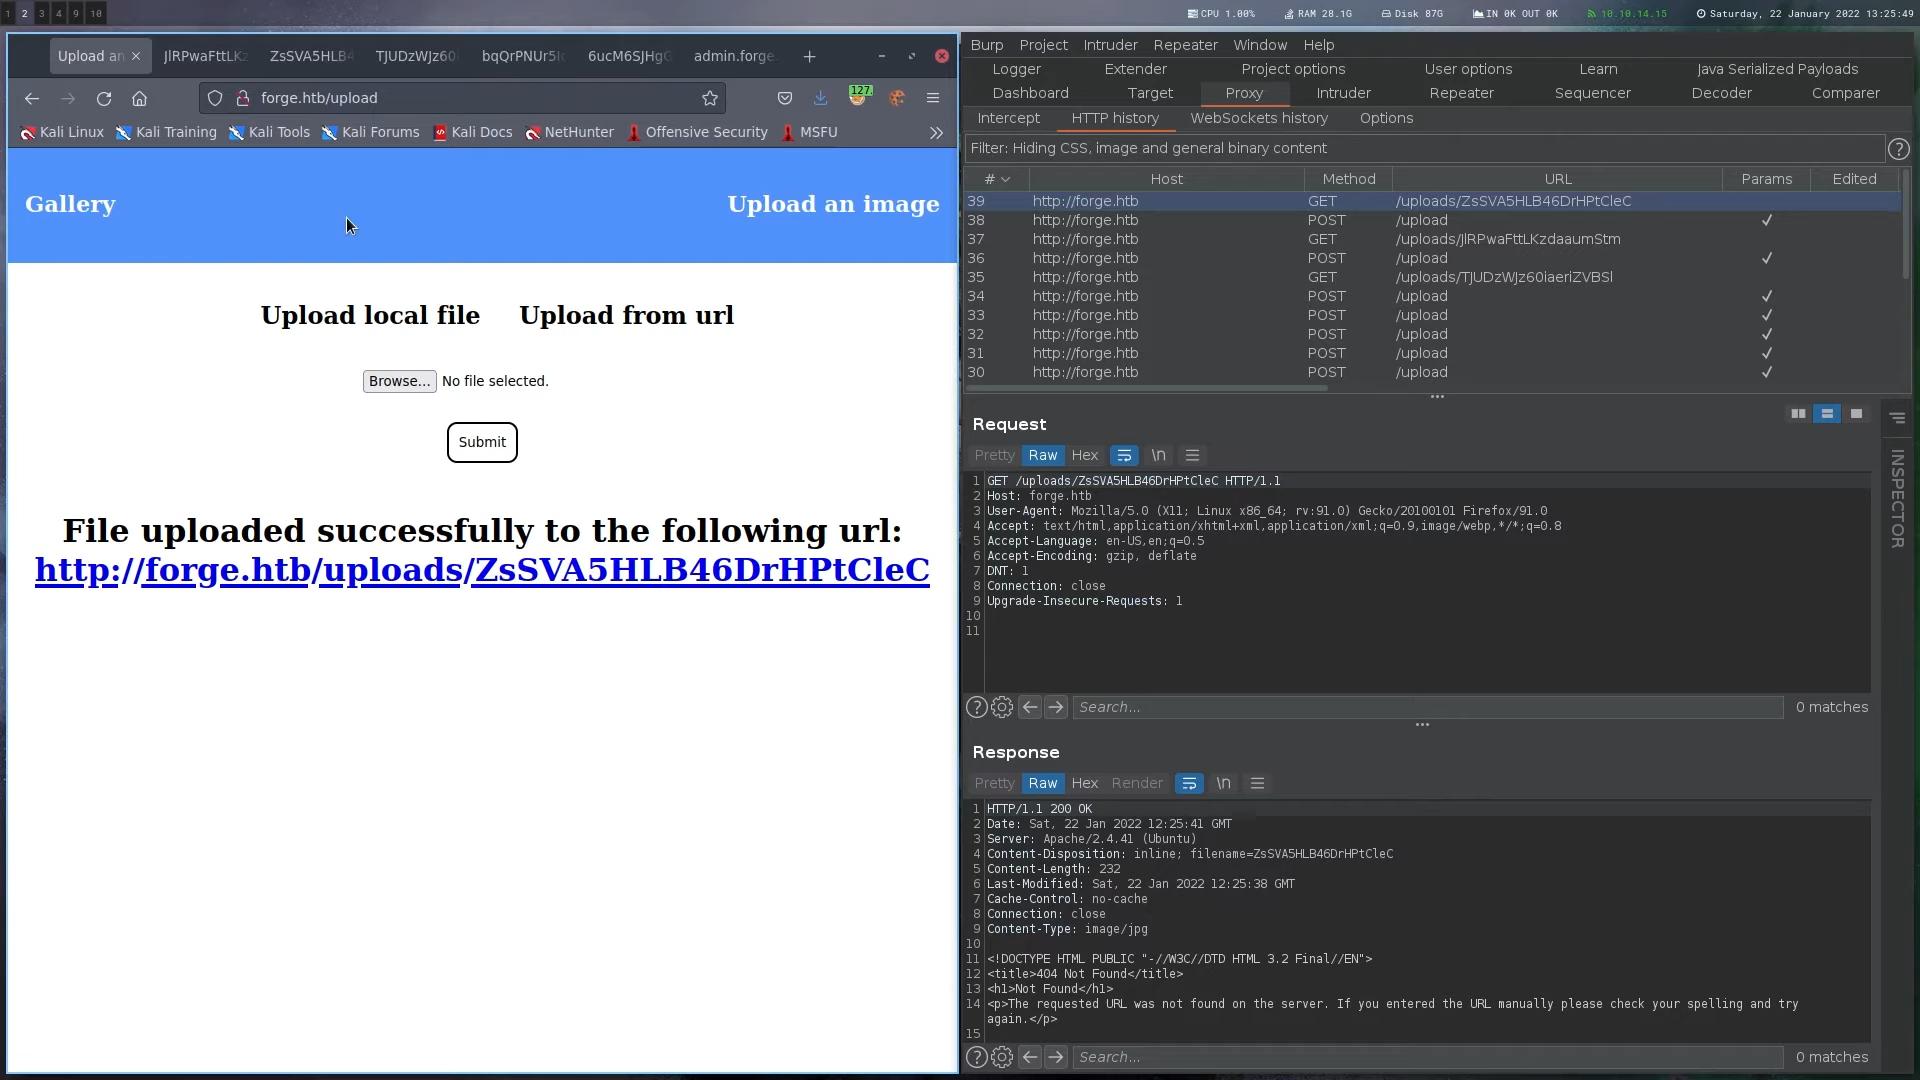 1 2 3 4 9 10
CPU 1.00% RAM 28.1G Disk 87G IN 0K OUT 0K 10.10.14.15 Saturday, 22 January 2022 13:25:49
Upload an JlRPwaFttLKz ZsSVA5HLB4 TJUDzWJz60 bqQrPNUr5 6ucM6SJHgG admin.forge.
forge.htb/upload
127.
Kali Linux Kali Training Kali Tools Kali Forums Kali Docs NetHunter Offensive Security MSFU
Gallery
Upload an image
Upload local file Upload from url
Browse... No file selected.
Submit
File uploaded successfully to the following url:
http://forge.htb/uploads/ZsSVA5HLB46DrHPtCleC
Burp Project Intruder Repeater Window Help
Logger Extender Project options User options Learn Java Serialized Payloads
Dashboard Target Proxy Intruder Repeater Sequencer Decoder Comparer
Intercept HTTP history WebSockets history Options
Filter: Hiding CSS, image and general binary content
# Host Method URL Params Edited
39 http://forge.htb GET /uploads/ZsSVA5HLB46DrHPtCleC
38 http://forge.htb POST /upload ✓
37 http://forge.htb GET /uploads/JlRPwaFttLKzdaaumStm
36 http://forge.htb POST /upload ✓
35 http://forge.htb GET /uploads/TJUDzWJz60iaeriZVBSl
34 http://forge.htb POST /upload ✓
33 http://forge.htb POST /upload ✓
32 http://forge.htb POST /upload ✓
31 http://forge.htb POST /upload ✓
30 http://forge.htb POST /upload ✓
Request
Pretty Raw Hex \n
1 GET /uploads/ZsSVA5HLB46DrHPtCleC HTTP/1.1
2 Host: forge.htb
3 User-Agent: Mozilla/5.0 (X11; Linux x86_64; rv:91.0) Gecko/20100101 Firefox/91.0
4 Accept: text/html,application/xhtml+xml,application/xml;q=0.9,image/webp,*/*;q=0.8
5 Accept-Language: en-US,en;q=0.5
6 Accept-Encoding: gzip, deflate
7 DNT: 1
8 Connection: close
9 Upgrade-Insecure-Requests: 1
10
11
Search... 0 matches
INSPECTOR
Response
Pretty Raw Hex Render \n
1 HTTP/1.1 200 OK
2 Date: Sat, 22 Jan 2022 12:25:41 GMT
3 Server: Apache/2.4.41 (Ubuntu)
4 Content-Disposition: inline; filename=ZsSVA5HLB46DrHPtCleC
5 Content-Length: 232
6 Last-Modified: Sat, 22 Jan 2022 12:25:38 GMT
7 Cache-Control: no-cache
8 Connection: close
9 Content-Type: image/jpg
10
11 <!DOCTYPE HTML PUBLIC "-//W3C//DTD HTML 3.2 Final//EN">
12 <title>404 Not Found</title>
13 <h1>Not Found</h1>
14 <p>The requested URL was not found on the server. If you entered the URL manually please check your spelling and try
again.</p>
15
Search... 0 matches